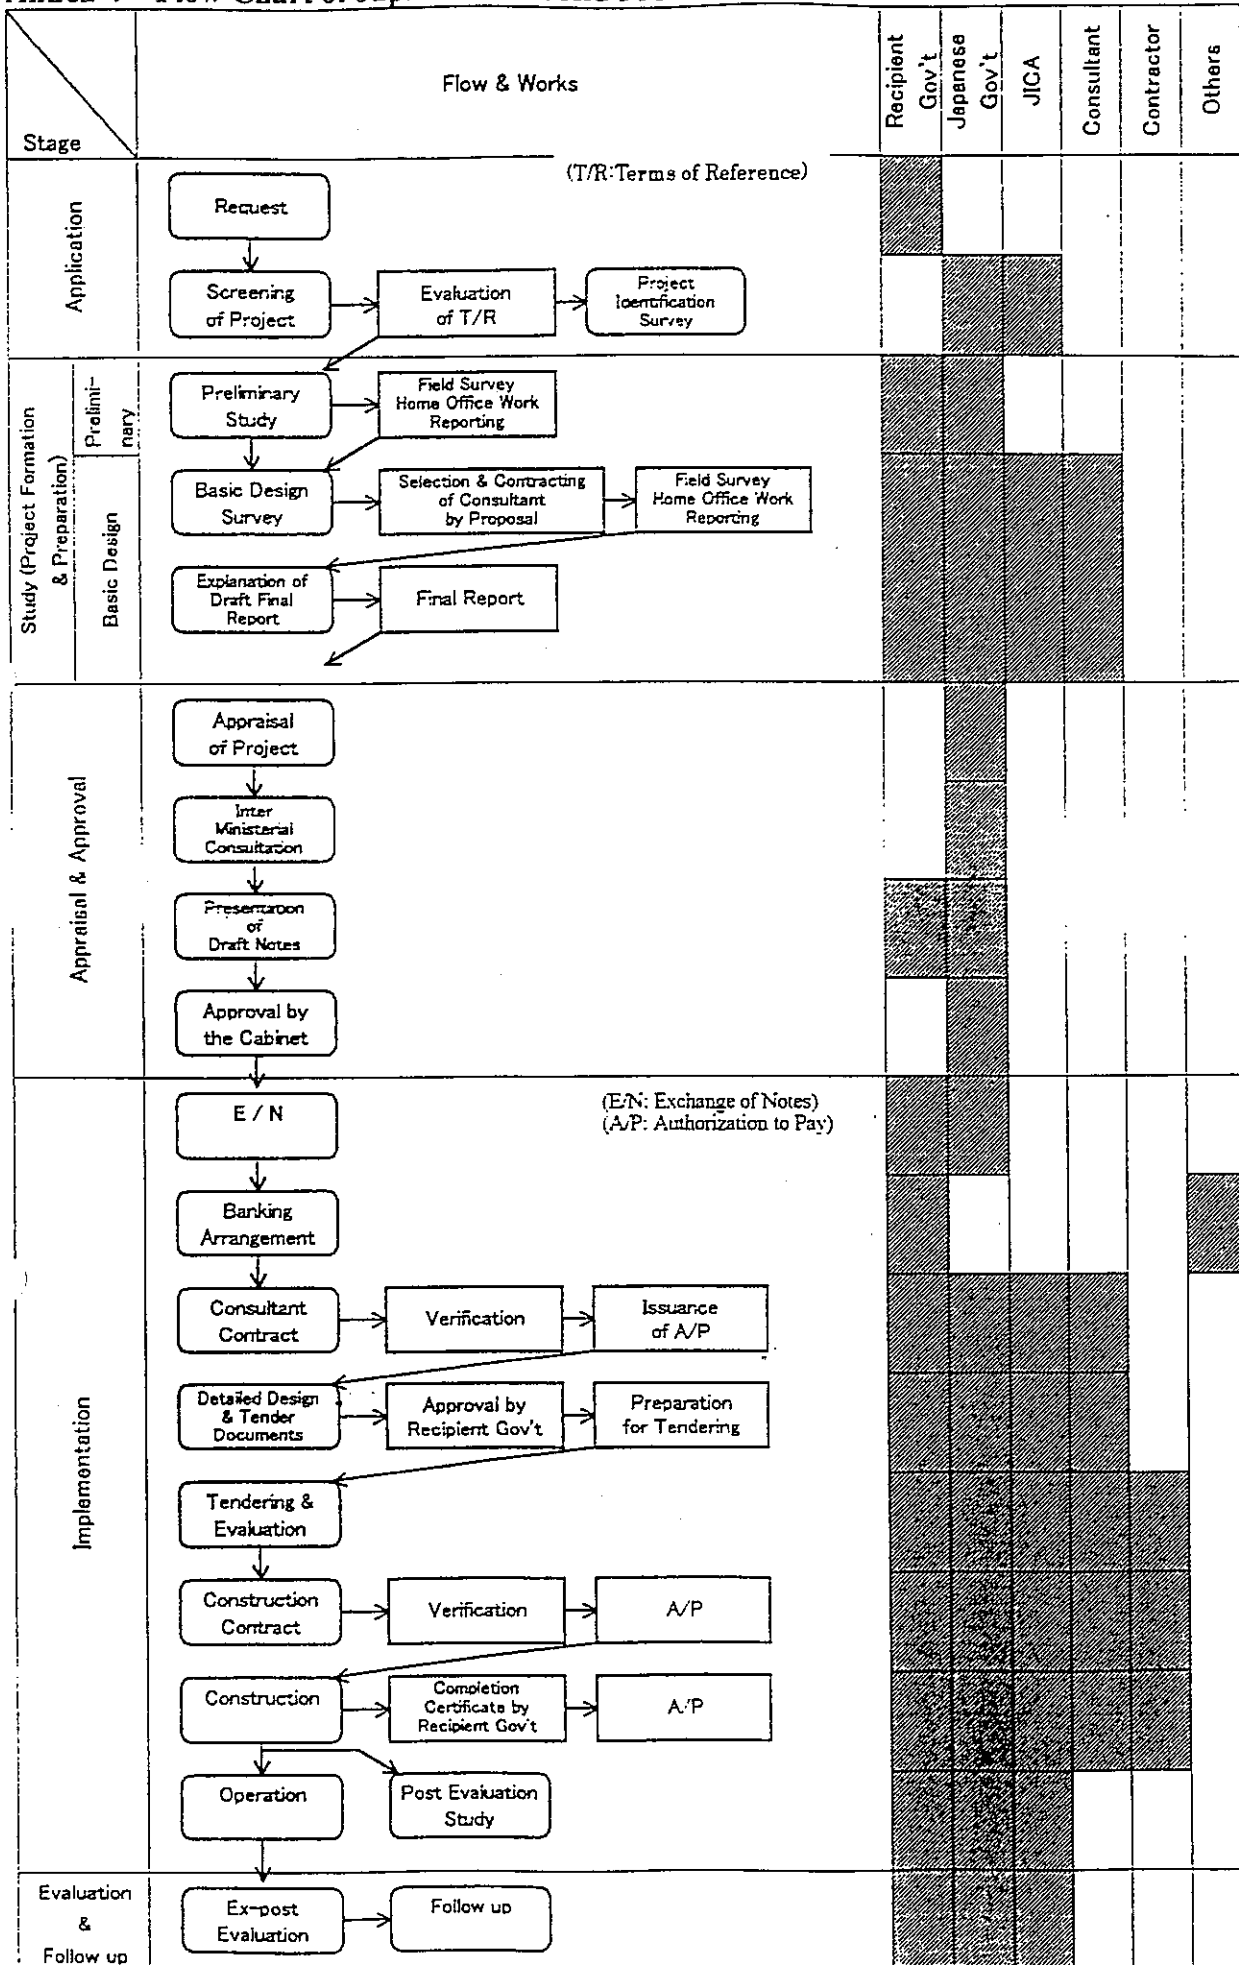 Flow & Works
Stage
Recipient
Gov't
Japanese
Gov't
JICA
Consultant
Contractor
Others
Application
(T/R:Terms of Reference)
Request
Screening
of Project
Evaluation
of T/R
Project
Identification
Survey
Study (Project Formation
& Preparation)
Prelimi-
nary
Preliminary
Study
Field Survey
Home Office Work
Reporting
Basic Design
Basic Design
Survey
Selection & Contracting
of Consultant
by Proposal
Field Survey
Home Office Work
Reporting
Explanation of
Draft Final
Report
Final Report
Appraisal & Approval
Appraisal
of Project
Inter
Ministerial
Consultation
Presentation
of
Draft Notes
Approval by
the Cabinet
Implementation
E / N
(E/N: Exchange of Notes)
(A/P: Authorization to Pay)
Banking
Arrangement
Consultant
Contract
Verification
Issuance
of A/P
Detailed Design
& Tender
Documents
Approval by
Recipient Gov't
Preparation
for Tendering
Tendering &
Evaluation
Construction
Contract
Verification
A/P
Construction
Completion
Certificate by
Recipient Gov't
A/P
Operation
Post Evaluation
Study
Evaluation
&
Follow up
Ex-post
Evaluation
Follow up